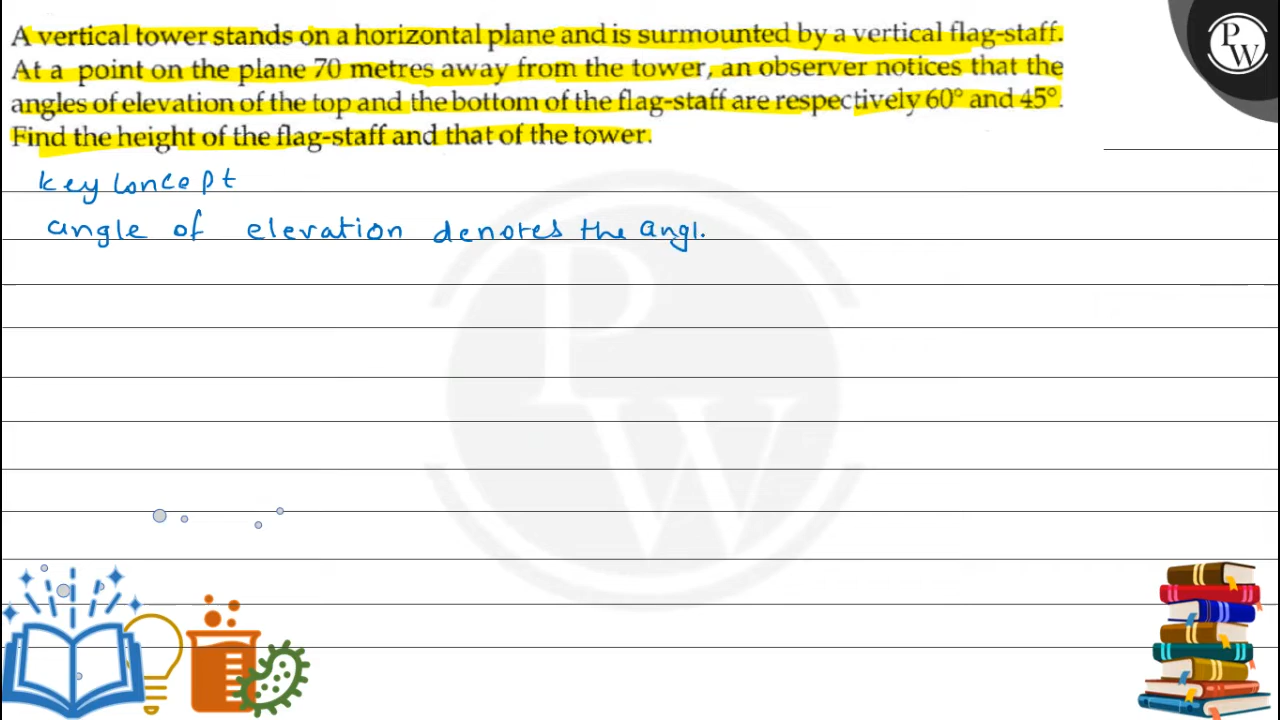 A vertical tower stands on a horizontal plane and is surmounted by a vertical flag-staff.
At a point on the plane 70 metres away from the tower, an observer notices that the
angles of elevation of the top and the bottom of the flag-staff are respectively 60° and 45°.
Find the height of the flag-staff and that of the tower.
PW
key concept
angle of elevation denotes the angl.
PW